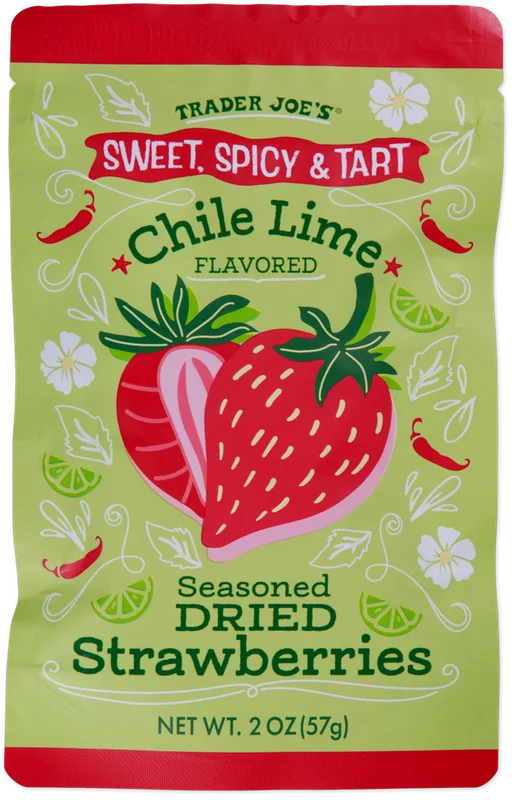 TRADER JOE'S®
SWEET, SPICY & TART
Chile Lime
FLAVORED
Seasoned
DRIED
Strawberries
NET WT. 2 OZ (57g)